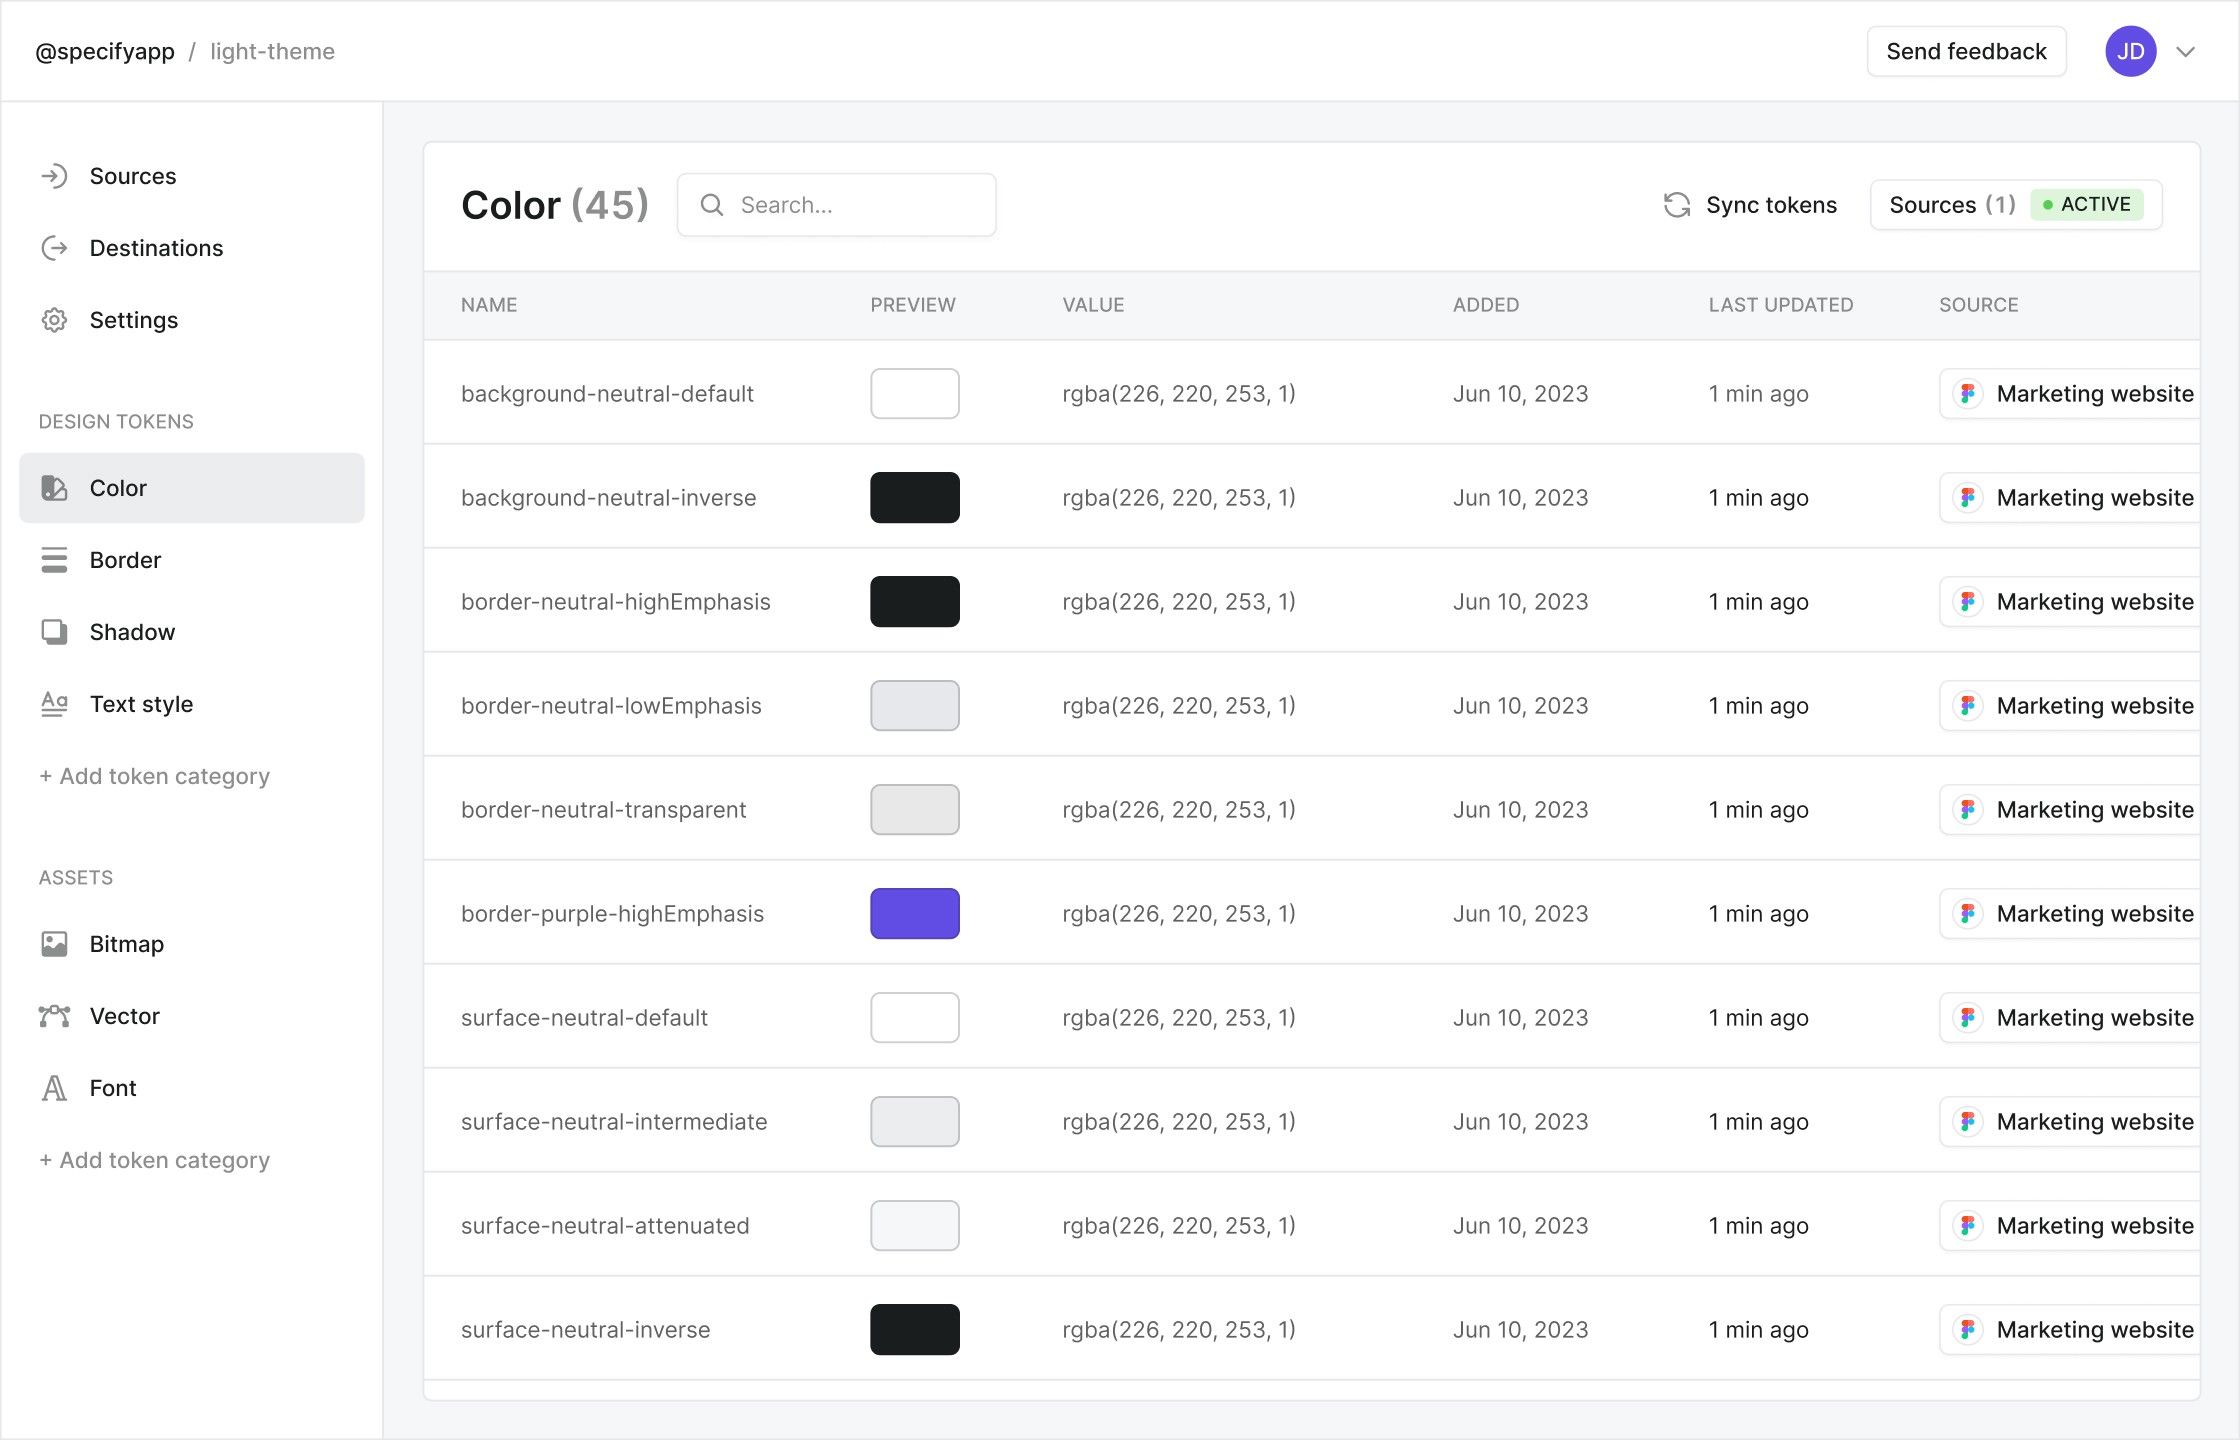 @specifyapp / light-theme
Send feedback
JD
Sources
Destinations
Settings
DESIGN TOKENS
Color
Border
Shadow
Text style
+ Add token category
ASSETS
Bitmap
Vector
Font
+ Add token category
Color (45)
Search...
Sync tokens
Sources (1) ACTIVE
NAME PREVIEW VALUE ADDED LAST UPDATED SOURCE
background-neutral-default rgba(226, 220, 253, 1) Jun 10, 2023 1 min ago Marketing website
background-neutral-inverse rgba(226, 220, 253, 1) Jun 10, 2023 1 min ago Marketing website
border-neutral-highEmphasis rgba(226, 220, 253, 1) Jun 10, 2023 1 min ago Marketing website
border-neutral-lowEmphasis rgba(226, 220, 253, 1) Jun 10, 2023 1 min ago Marketing website
border-neutral-transparent rgba(226, 220, 253, 1) Jun 10, 2023 1 min ago Marketing website
border-purple-highEmphasis rgba(226, 220, 253, 1) Jun 10, 2023 1 min ago Marketing website
surface-neutral-default rgba(226, 220, 253, 1) Jun 10, 2023 1 min ago Marketing website
surface-neutral-intermediate rgba(226, 220, 253, 1) Jun 10, 2023 1 min ago Marketing website
surface-neutral-attenuated rgba(226, 220, 253, 1) Jun 10, 2023 1 min ago Marketing website
surface-neutral-inverse rgba(226, 220, 253, 1) Jun 10, 2023 1 min ago Marketing website